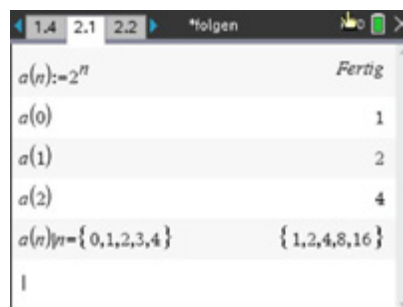 1.4 2.1 2.2 *folgen
a(n):=2^n Fertig
a(0) 1
a(1) 2
a(2) 4
a(n)|n={0,1,2,3,4} {1,2,4,8,16}